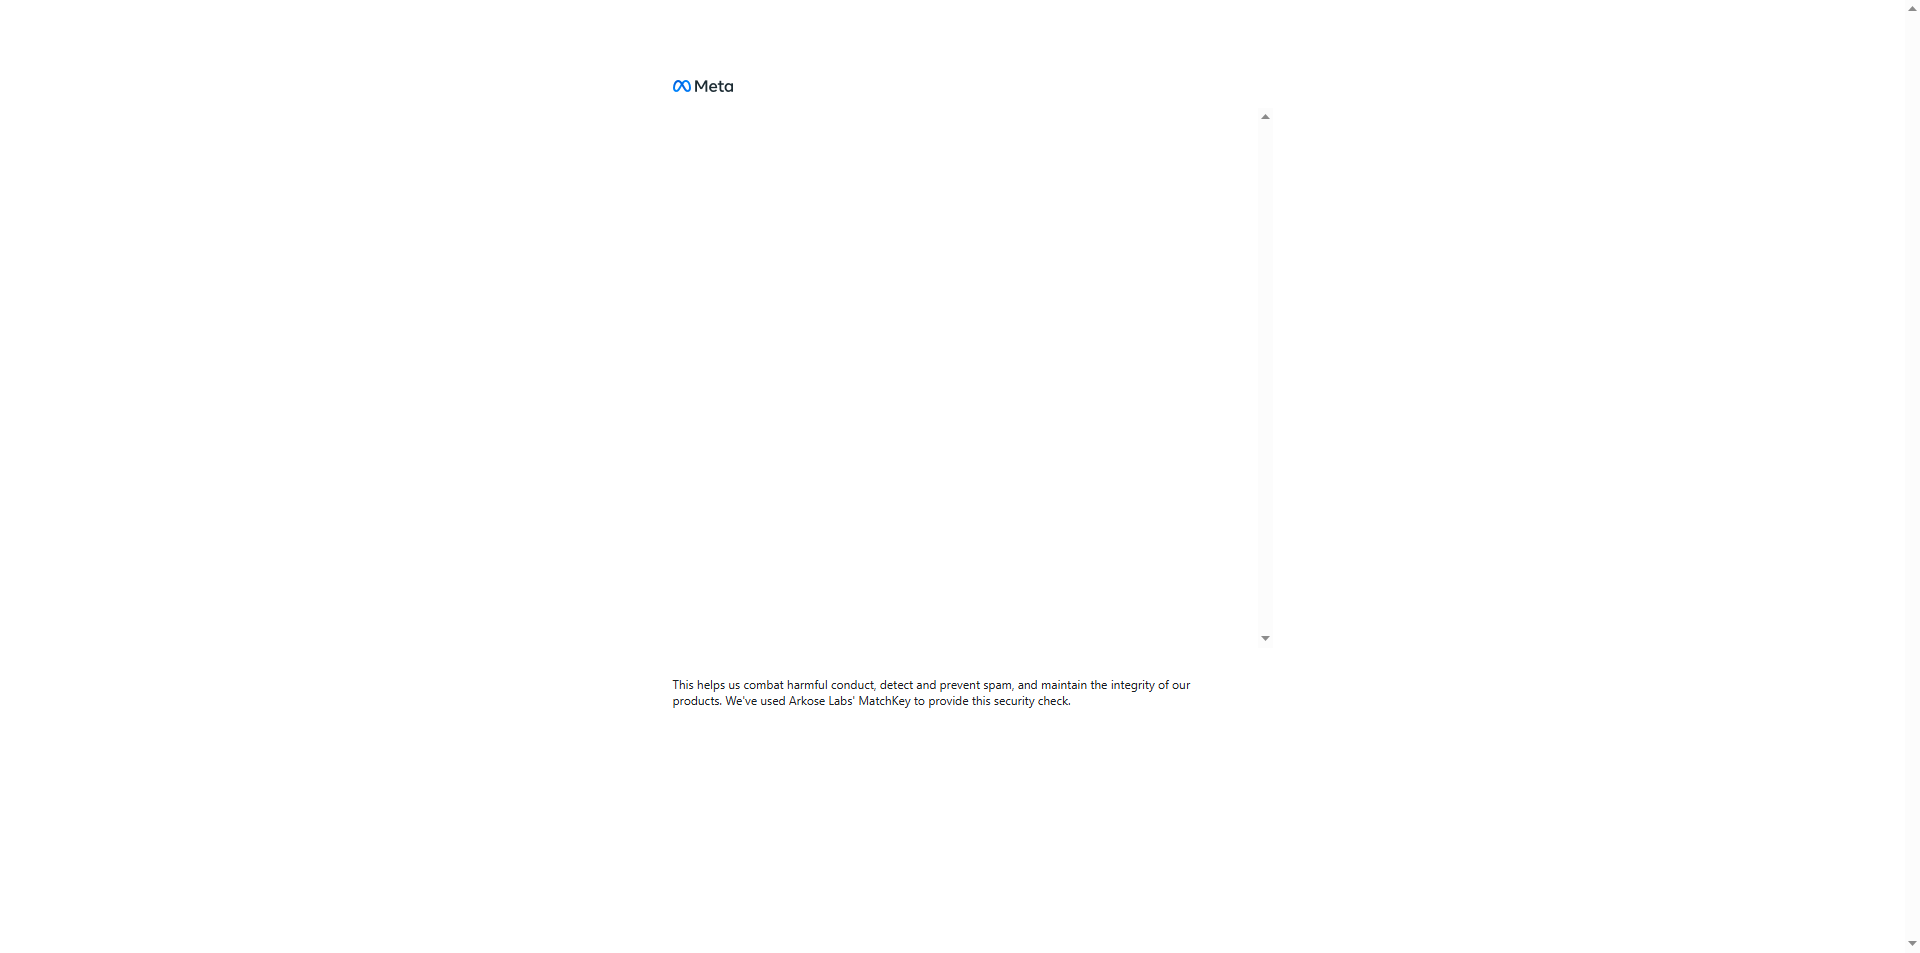 Meta
This helps us combat harmful conduct, detect and prevent spam, and maintain the integrity of our
products. We've used Arkose Labs' MatchKey to provide this security check.